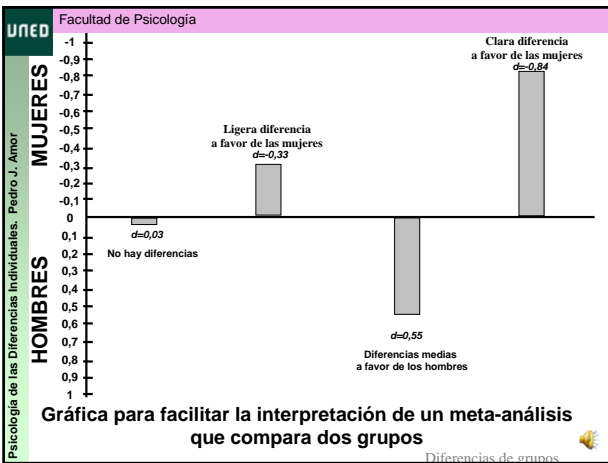 UNED
Facultad de Psicología
Psicología de las Diferencias Individuales. Pedro J. Amor
MUJERES
HOMBRES
-1
-0,9
-0,8
-0,7
-0,6
-0,5
-0,4
-0,3
-0,2
-0,1
0
0,1
0,2
0,3
0,4
0,5
0,6
0,7
0,8
0,9
1
d=0,03
No hay diferencias
Ligera diferencia
a favor de las mujeres
d=-0,33
d=0,55
Diferencias medias
a favor de los hombres
Clara diferencia
a favor de las mujeres
d=-0,84
Gráfica para facilitar la interpretación de un meta-análisis
que compara dos grupos
Diferencias de grupos